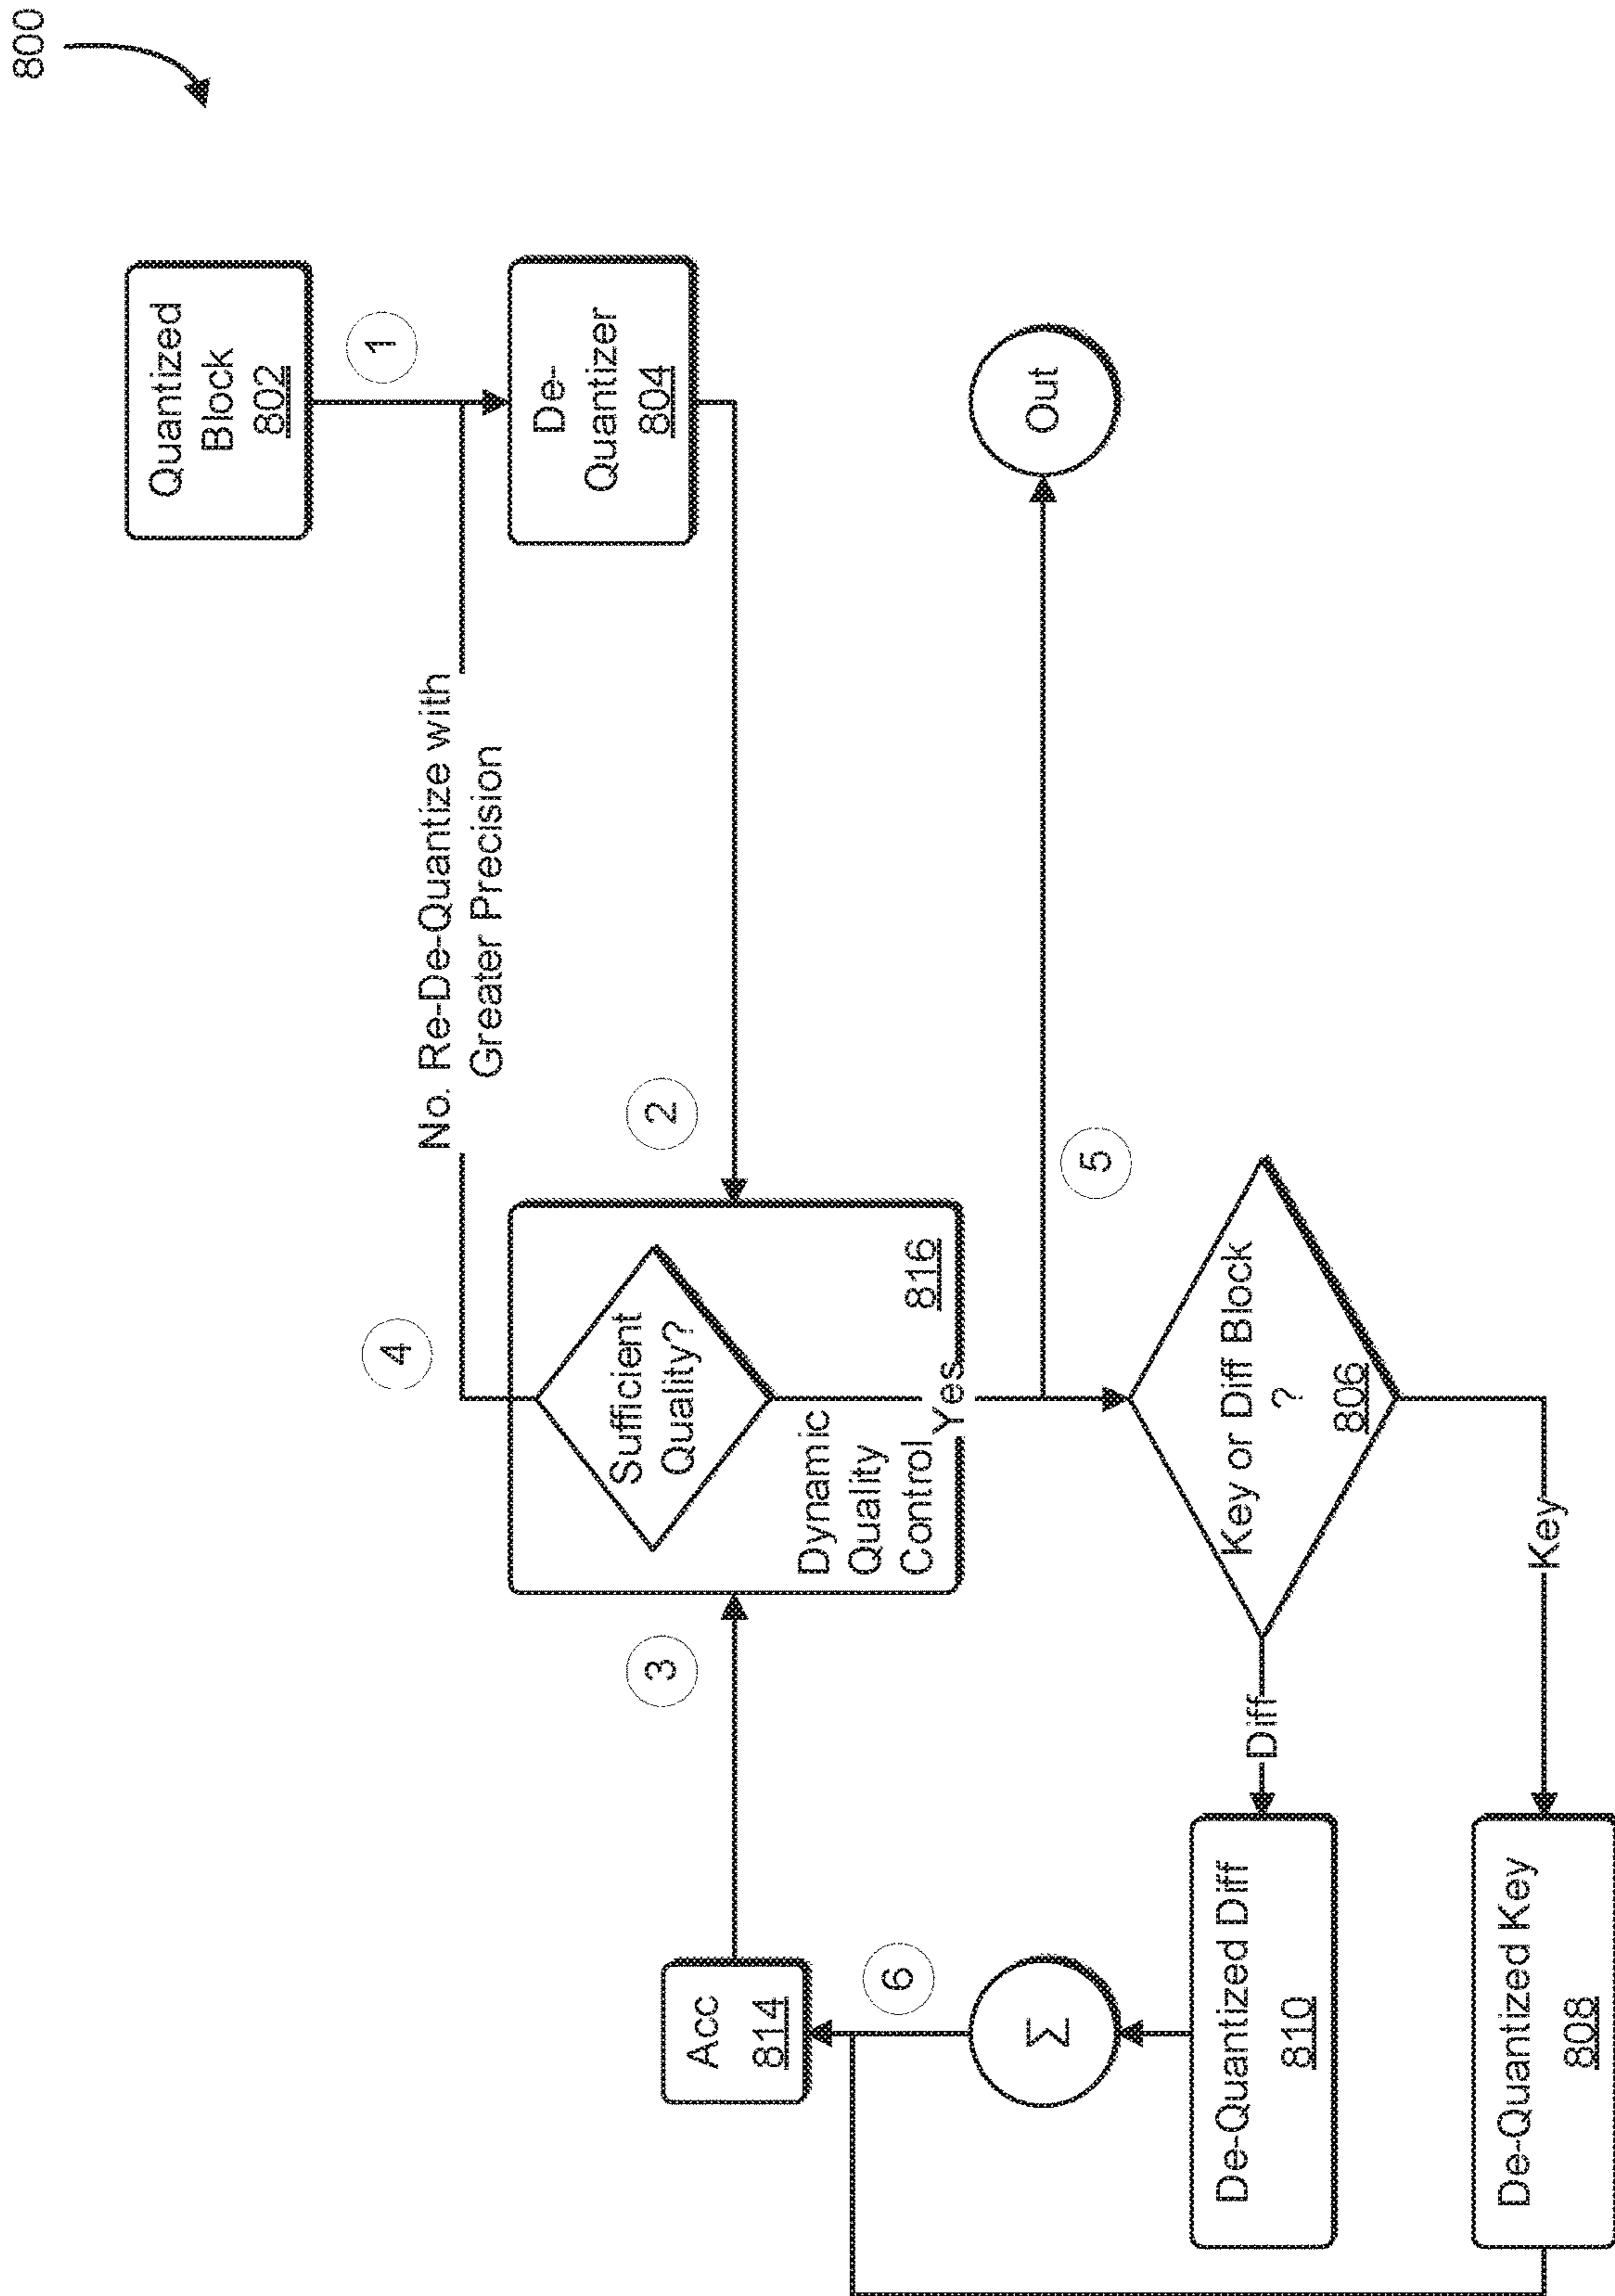 800
Quantized
Block
802
1
De-
Quantizer
804
No. Re-De-Quantize with
Greater Precision
2
4
Sufficient
Quality?
Dynamic
Quality
Control
816
Yes
3
5
Out
Key or Diff Block
?
806
Diff
Key
Acc
814
6
Σ
De-Quantized Diff
810
De-Quantized Key
808